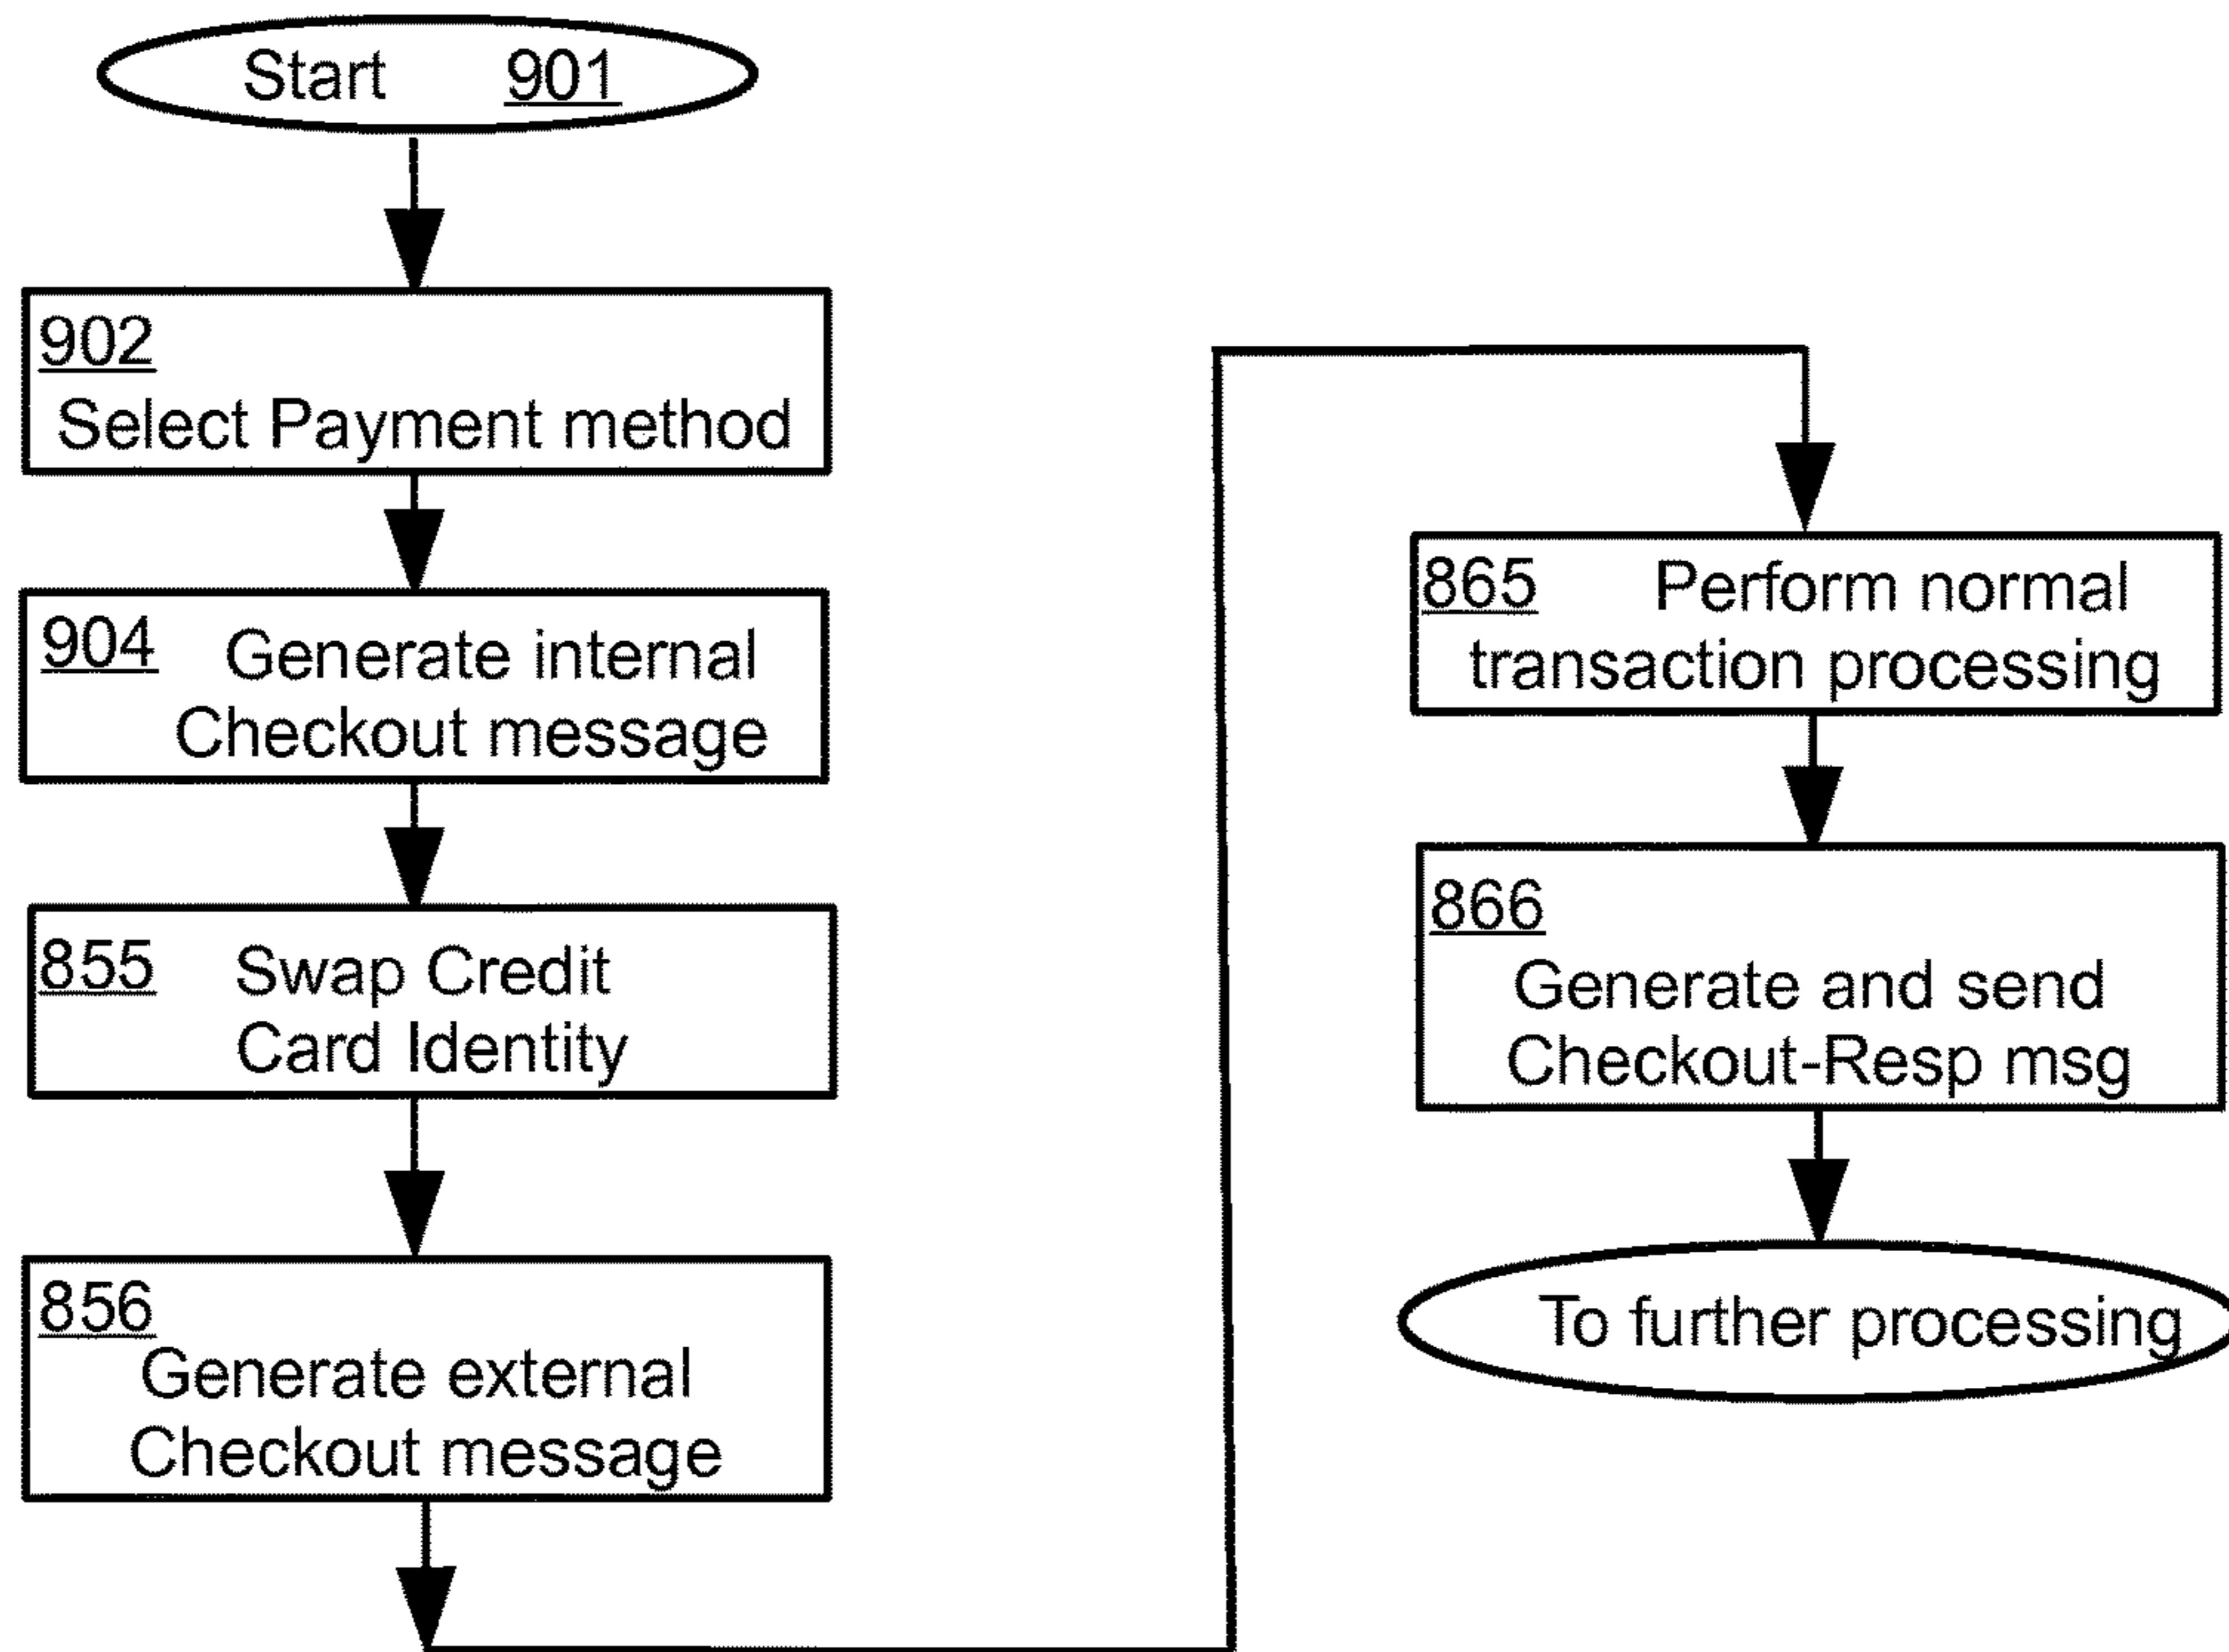 Start 901
902
Select Payment method
904 Generate internal
Checkout message
855 Swap Credit
Card Identity
856
Generate external
Checkout message
865 Perform normal
transaction processing
866
Generate and send
Checkout-Resp msg
To further processing